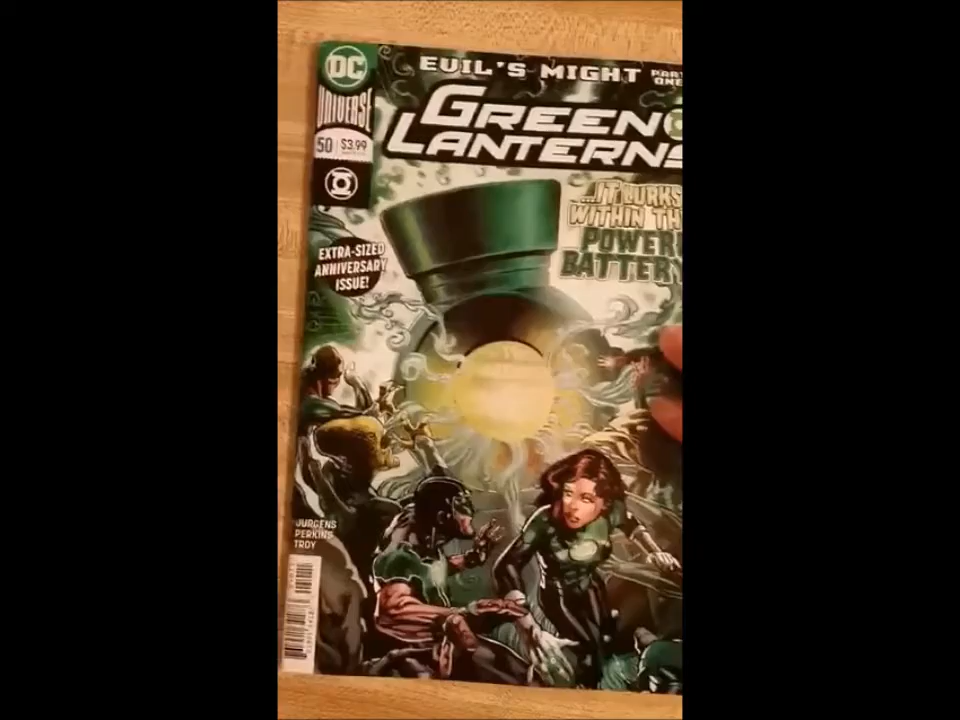 DC
EVIL'S MIGHT PART ONE
UNIVERSE
GREEN
LANTERNS
50 $3.99
...IT LURKS
WITHIN TH
POWER
BATTERY
EXTRA-SIZED
ANNIVERSARY
ISSUE!
JURGENS
PERKINS
TROY